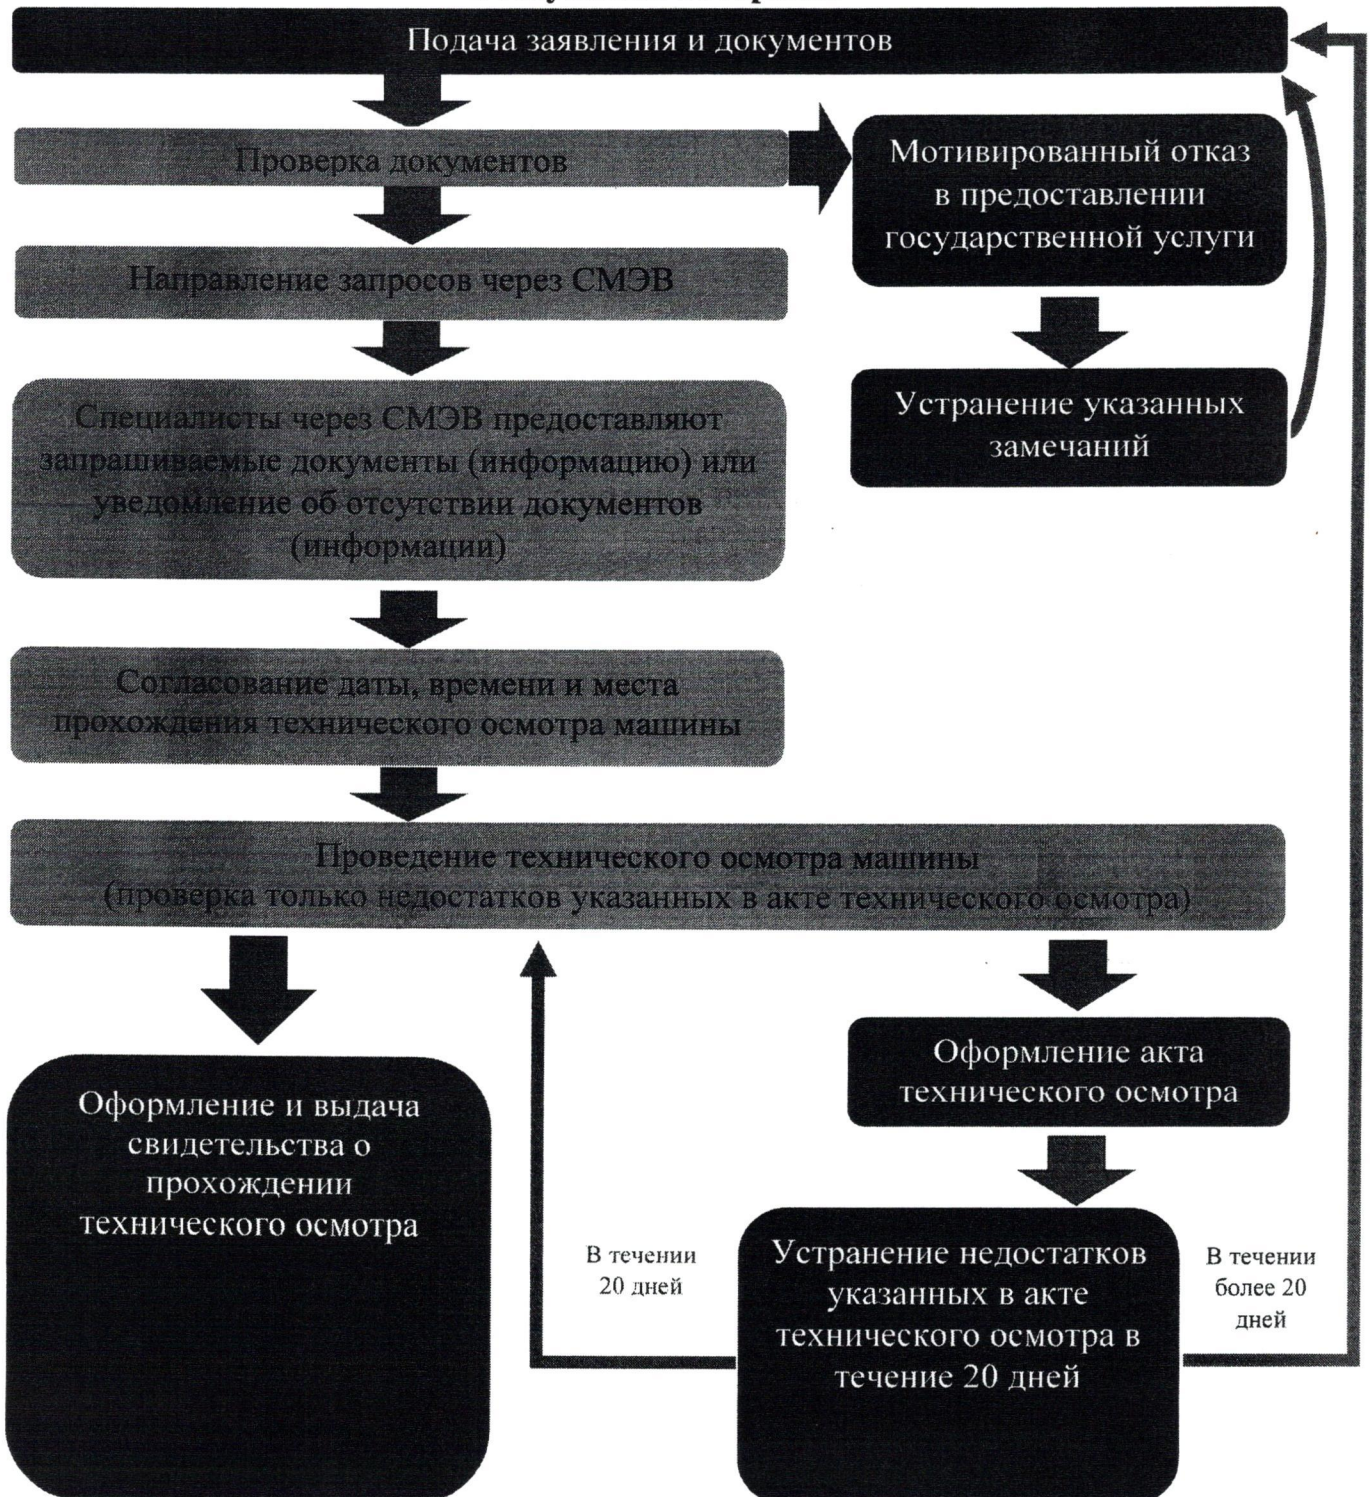 Подача заявления и документов
Проверка документов
Мотивированный отказ
в предоставлении
государственной услуги
Направление запросов через СМЭВ
Устранение указанных
замечаний
Специалисты через СМЭВ предоставляют
запрашиваемые документы (информацию) или
уведомление об отсутствии документов
(информации)
Согласование даты, времени и места
прохождения технического осмотра машины
Проведение технического осмотра машины
(проверка только недостатков указанных в акте технического осмотра)
Оформление акта
технического осмотра
Оформление и выдача
свидетельства о
прохождении
технического осмотра
В течении
20 дней
Устранение недостатков
указанных в акте
технического осмотра в
течение 20 дней
В течении
более 20
дней